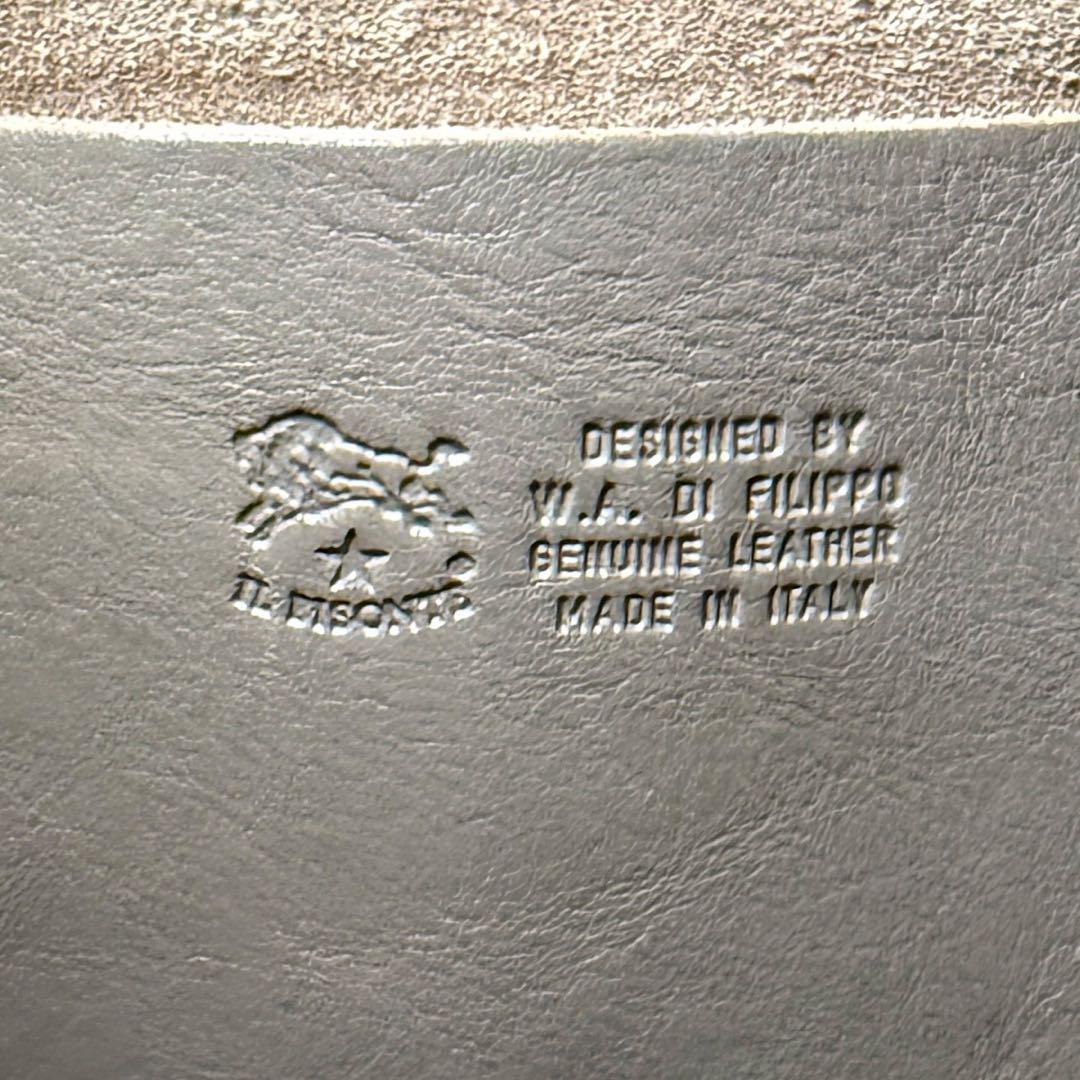 IL BISONTE
DESIGNED BY
W.A. DI FILIPPO
GENUINE LEATHER
MADE IN ITALY